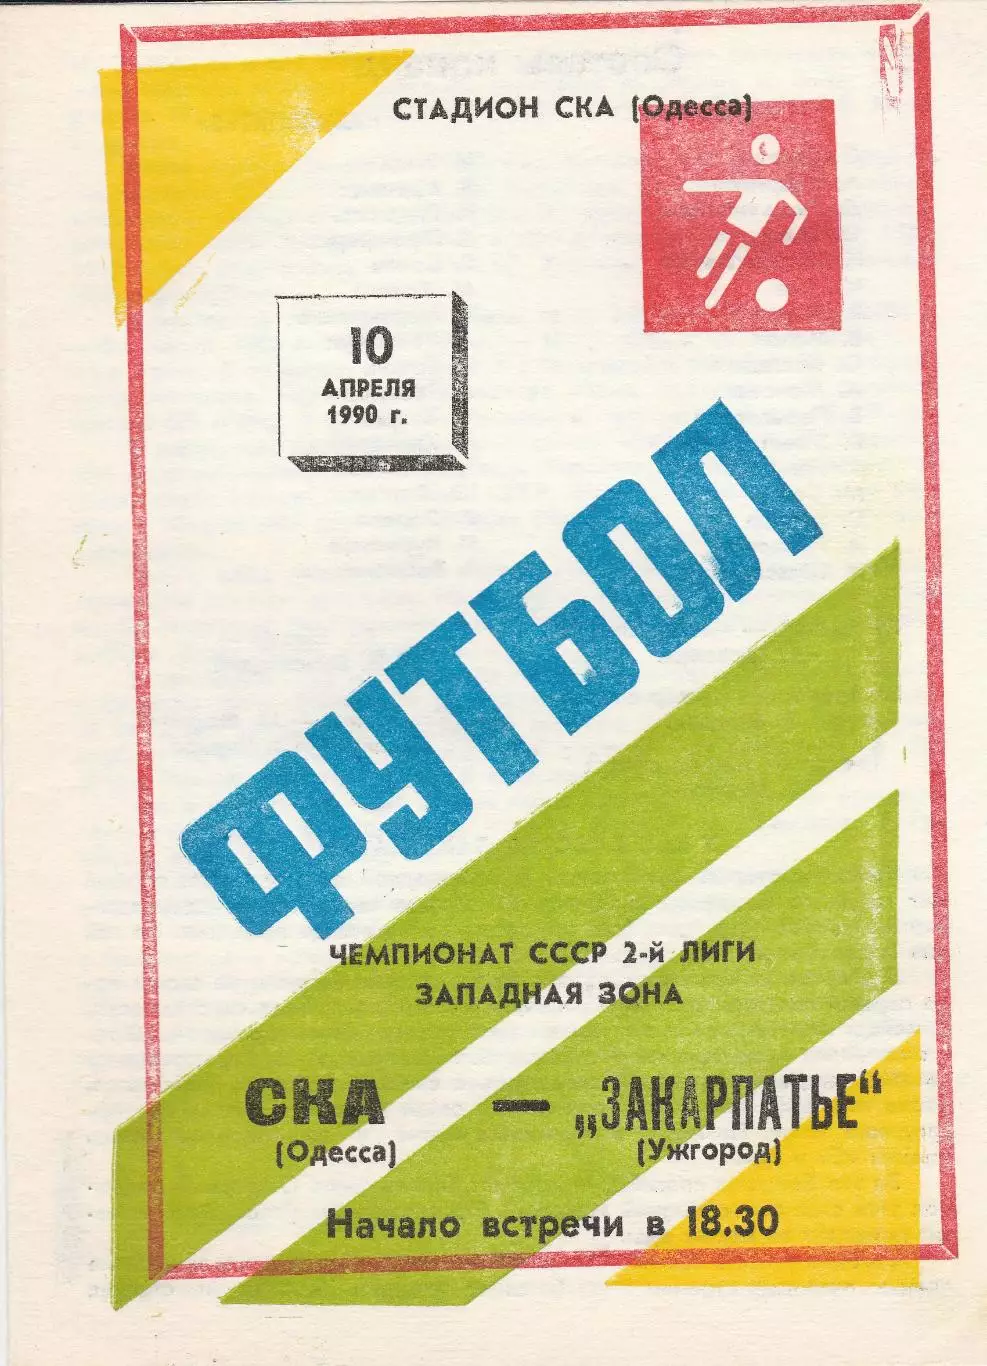 СТАДИОН СКА (Одесса)
10
АПРЕЛЯ
1990 г.
ФУТБОЛ
ЧЕМПИОНАТ СССР 2-й ЛИГИ
ЗАПАДНАЯ ЗОНА
СКА — „ЗАКАРПАТЬЕ“
(Одесса) (Ужгород)
Начало встречи в 18.30